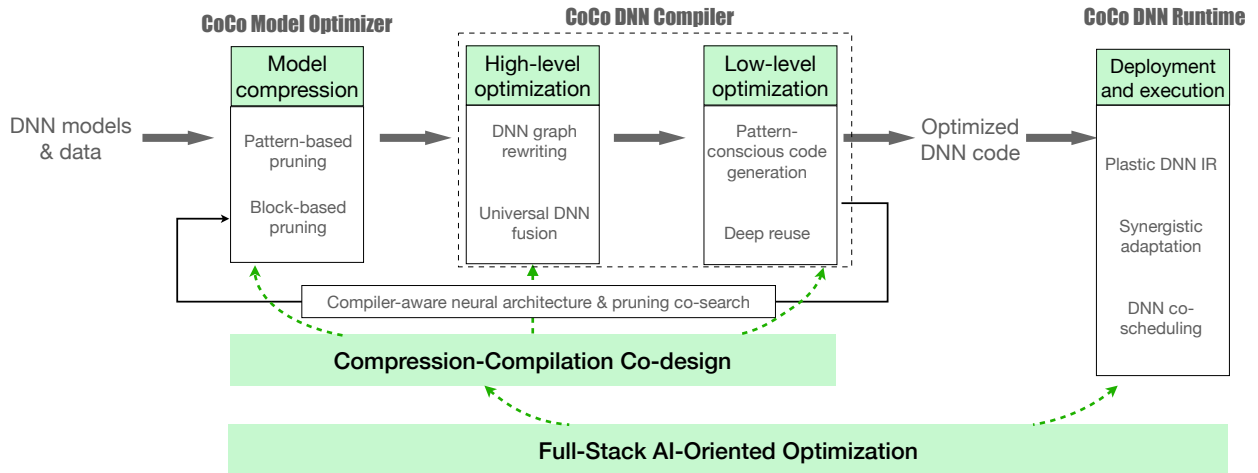 CoCo Model Optimizer
CoCo DNN Compiler
CoCo DNN Runtime
Model
compression
High-level
optimization
Low-level
optimization
Deployment
and execution
DNN models
& data
Pattern-based
pruning
Block-based
pruning
DNN graph
rewriting
Universal DNN
fusion
Pattern-
conscious code
generation
Deep reuse
Optimized
DNN code
Plastic DNN IR
Synergistic
adaptation
DNN co-
scheduling
Compiler-aware neural architecture & pruning co-search
Compression-Compilation Co-design
Full-Stack AI-Oriented Optimization